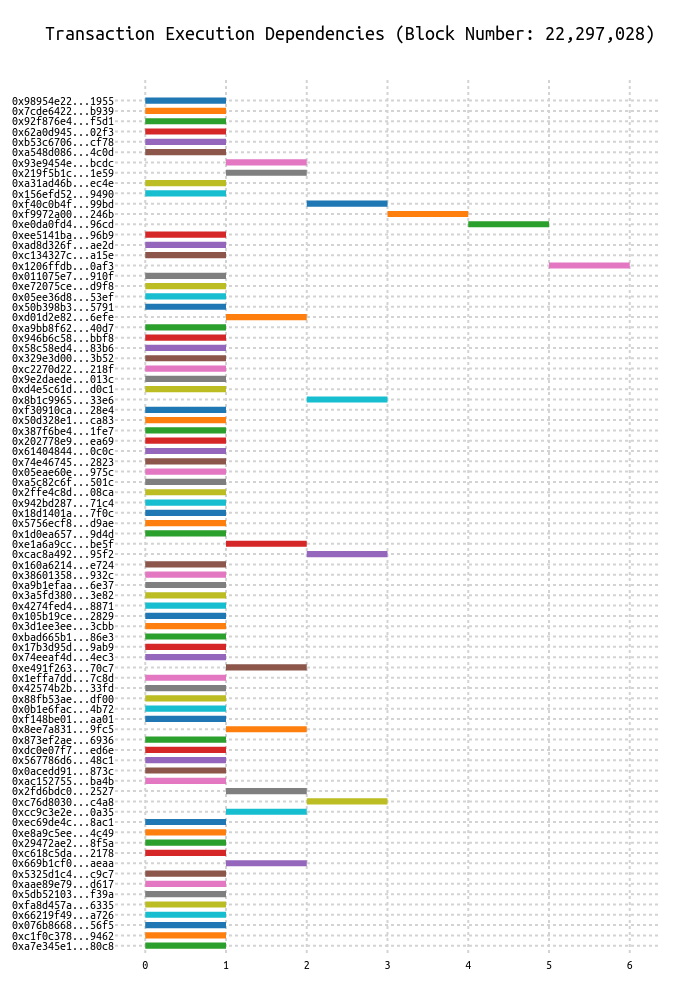 Transaction Execution Dependencies (Block Number: 22,297,028)
0x98954e22...1955
0x7cde6422...b939
0x92f876e4...f5d1
0x62a0d945...02f3
0xb53c6706...cf78
0xa548d086...4c0d
0x93e9454e...bcdc
0x219f5b1c...1e59
0xa31ad46b...ec4e
0x156efd52...9490
0xf40c0b4f...99bd
0xf9972a00...246b
0xe0da0fd4...96cd
0xee5141ba...96b9
0xad8d326f...ae2d
0xc134327c...a15e
0x1206ffdb...0af3
0x011075e7...910f
0xe72075ce...d9f8
0x05ee36d8...53ef
0x50b398b3...5791
0xd01d2e82...6efe
0xa9bb8f62...40d7
0x946b6c58...bbf8
0x58c58ed4...83b6
0x329e3d00...3b52
0xc2270d22...218f
0x9e2daede...013c
0xd4e5c61d...d0c1
0x8b1c9965...33e6
0xf30910ca...28e4
0x50d328e1...ca83
0x387f6be4...1fe7
0x202778e9...ea69
0x61404844...0c0c
0x74e46745...2823
0x05eae60e...975c
0xa5c82c6f...501c
0x2ffe4c8d...08ca
0x942bd287...71c4
0x18d1401a...7f0c
0x5756ecf8...d9ae
0x1d0ea657...9d4d
0xe1a6a9cc...be5f
0xcac8a492...95f2
0x160a6214...e724
0x38601358...932c
0xa9b1efaa...6e37
0x3a5fd380...3e82
0x4274fed4...8871
0x105b19ce...2829
0x3d1ee3ee...3cbb
0xbad665b1...86e3
0x17b3d95d...9ab9
0x74eeaf4d...4ec3
0xe491f263...70c7
0x1effa7dd...7c8d
0x42574b2b...33fd
0x88fb53ae...df00
0x0b1e6fac...4b72
0xf148be01...aa01
0x8ee7a831...9fc5
0x873ef2ae...6936
0xdc0e07f7...ed6e
0x567786d6...48c1
0x0acedd91...873c
0xac152755...ba4b
0x2fd6bdc0...2527
0xc76d8030...c4a8
0xcc9c3e2e...0a35
0xec69de4c...8ac1
0xe8a9c5ee...4c49
0x29472ae2...8f5a
0xc618c5da...2178
0x669b1cf0...aeaa
0x5325d1c4...c9c7
0xaae89e79...d617
0x5db52103...f39a
0xfa8d457a...6335
0x66219f49...a726
0x076b8668...56f5
0xc1f0c378...9462
0xa7e345e1...80c8
0 1 2 3 4 5 6